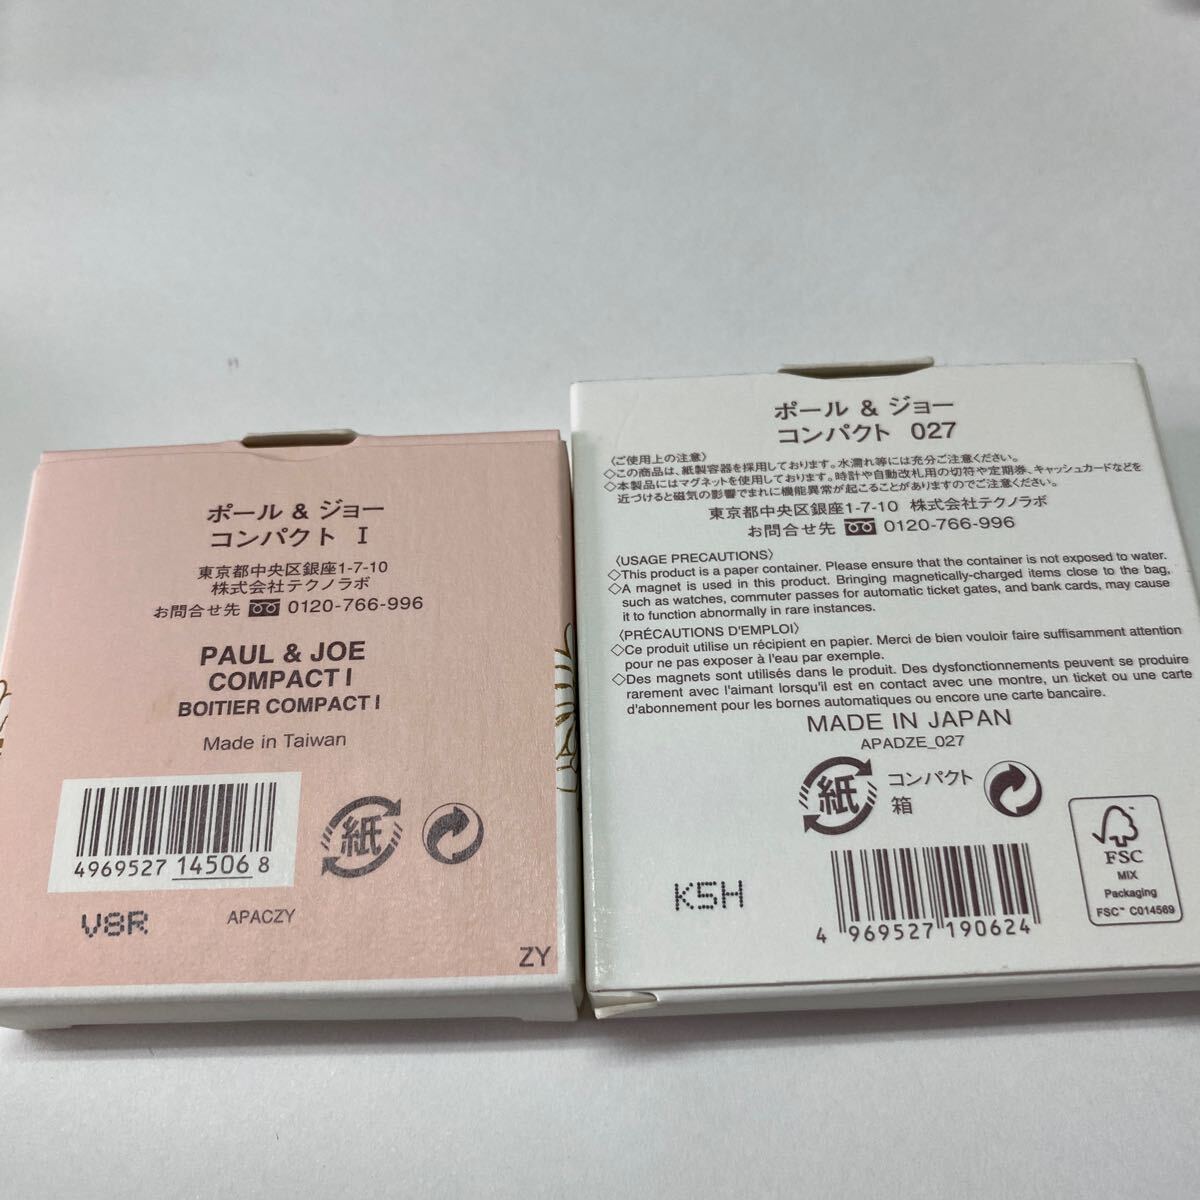 ポール & ジョー
コンパクト I
東京都中央区銀座1-7-10
株式会社テクノラボ
お問合せ先 0120-766-996
PAUL & JOE
COMPACT I
BOITIER COMPACT I
Made in Taiwan
4969527 14506 8
紙
V8R
APACZY
ZY
ポール & ジョー
コンパクト 027
〈ご使用上の注意〉
◇この商品は、紙製容器を採用しております。水濡れ等には充分ご注意ください。
◇本製品にはマグネットを使用しております。時計や自動改札用の切符や定期券、キャッシュカードなどを
近づけると磁気の影響でまれに機能異常が起こることがありますのでご注意ください。
東京都中央区銀座1-7-10 株式会社テクノラボ
お問合せ先 0120-766-996
〈USAGE PRECAUTIONS〉
◇This product is a paper container. Please ensure that the container is not exposed to water.
◇A magnet is used in this product. Bringing magnetically-charged items close to the bag,
such as watches, commuter passes for automatic ticket gates, and bank cards, may cause
it to function abnormally in rare instances.
〈PRÉCAUTIONS D'EMPLOI〉
◇Ce produit utilise un récipient en papier. Merci de bien vouloir faire suffisamment attention
pour ne pas exposer à l'eau par exemple.
◇Des magnets sont utilisés dans le produit. Des dysfonctionnements peuvent se produire
rarement avec l'aimant lorsqu'il est en contact avec une montre, un ticket ou une carte
d'abonnement pour les bornes automatiques ou encore une carte bancaire.
MADE IN JAPAN
APADZE_027
紙
コンパクト
箱
K5H
4 969527 190624
FSC
MIX
Packaging
FSC™ C014569